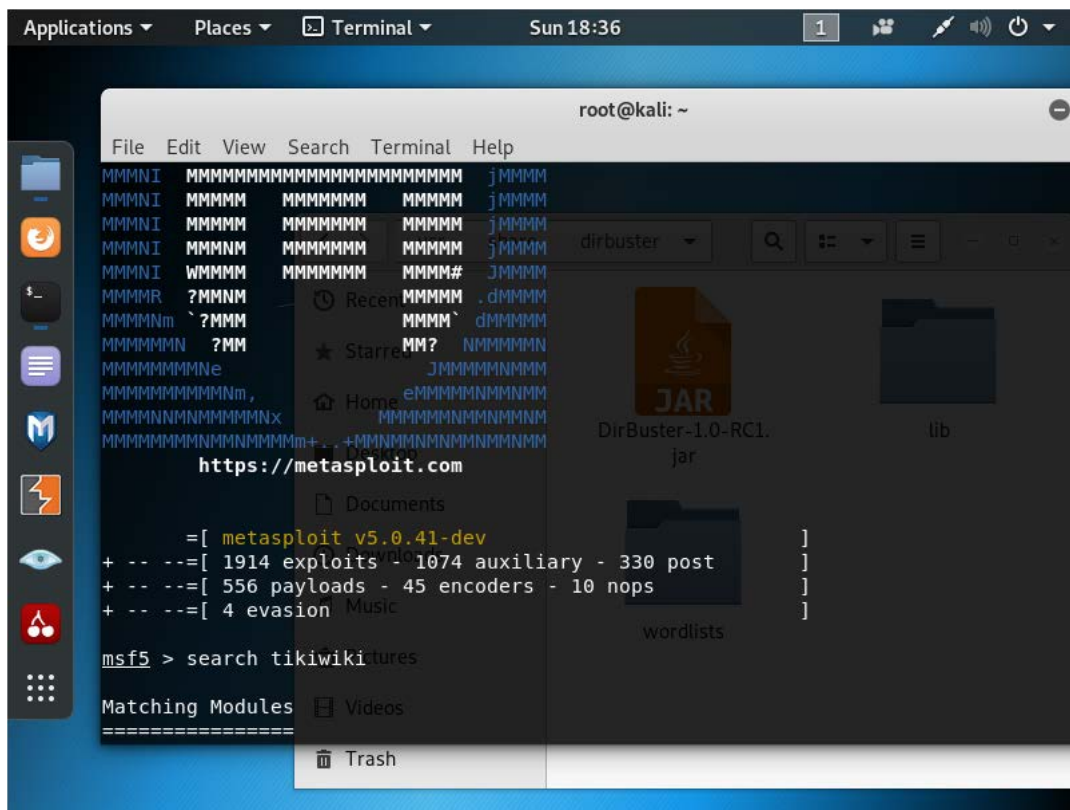 Applications Places Terminal Sun 18:36 1
root@kali: ~
File Edit View Search Terminal Help
MMMNI MMMMMMMMMMMMMMMMMMMMMMM jMMMM
MMMNI MMMMM MMMMMMM MMMMM jMMMM
MMMNI MMMMM MMMMMMM MMMMM jMMMM
MMMNI MMMNM MMMMMMM MMMMM jMMMM
MMMNI WMMMM MMMMMMM MMMM# JMMMM
MMMMR ?MMNM MMMMM .dMMMM
MMMMNm `?MMM MMMM` dMMMMM
MMMMMMN ?MM MM? NMMMMMN
MMMMMMMMNe JMMMMMNMMM
MMMMMMMMMMNm, eMMMMMNMMNMM
MMMMNNMNMMMMMNx MMMMMMNMMNMMNM
MMMMMMMMNMMNMMMMm+..+MMNMMNMNMMNMMNMM
https://metasploit.com
=[ metasploit v5.0.41-dev ]
+ -- --=[ 1914 exploits - 1074 auxiliary - 330 post ]
+ -- --=[ 556 payloads - 45 encoders - 10 nops ]
+ -- --=[ 4 evasion ]
msf5 > search tikiwiki
Matching Modules
================
share dirbuster
Recent
Starred
Home
Desktop
Documents
Downloads
Music
Pictures
Videos
Trash
DirBuster-1.0-RC1.
jar
JAR
lib
wordlists